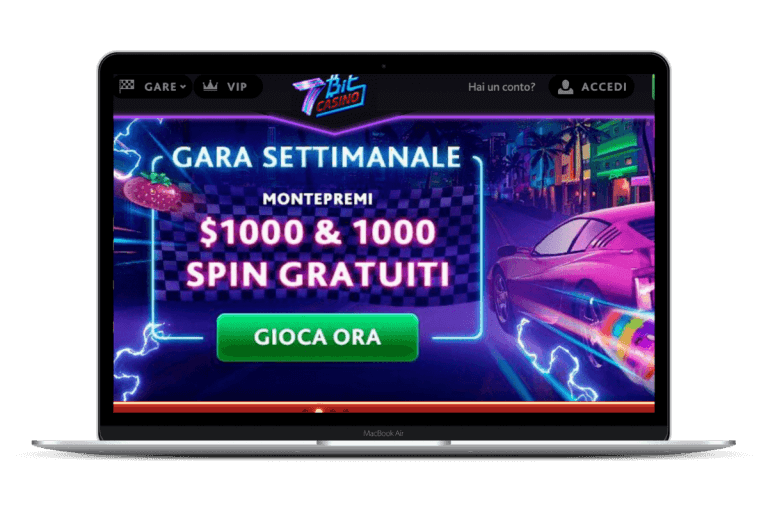 GARE
VIP
7Bit
CASINO
Hai un conto?
ACCEDI
GARA SETTIMANALE
MONTEPREMI
$1000 & 1000
SPIN GRATUITI
GIOCA ORA
MacBook Air